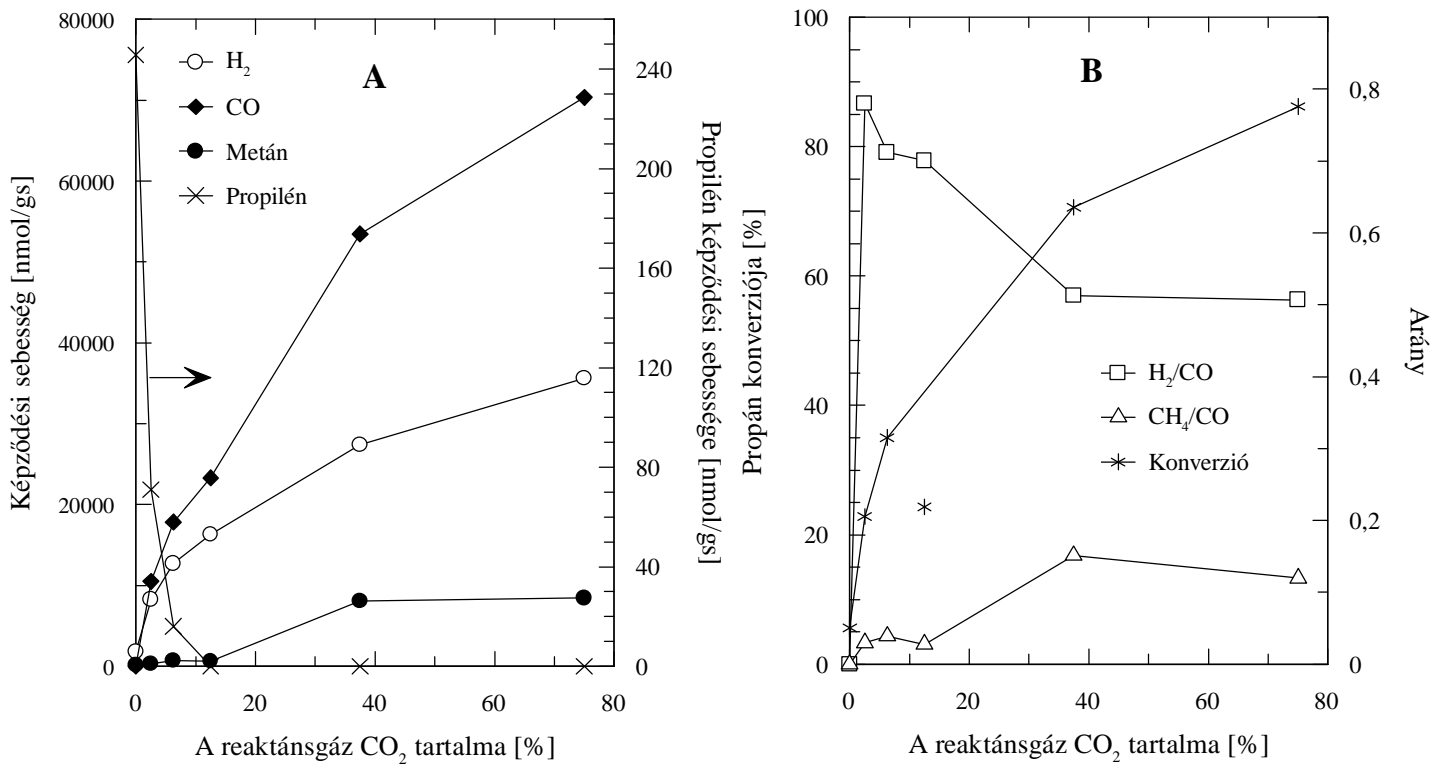 A
H₂
CO
Metán
Propilén
Képződési sebesség [nmol/gs]
80000
60000
40000
20000
0
240
200
160
120
80
40
0
Propilén képződési sebessége [nmol/gs]
0
20
40
60
80
A reaktánsgáz CO₂ tartalma [%]
B
Propán konverziója [%]
100
80
60
40
20
0
H₂/CO
CH₄/CO
Konverzió
0,8
0,6
0,4
0,2
0
Arány
0
20
40
60
80
A reaktánsgáz CO₂ tartalma [%]